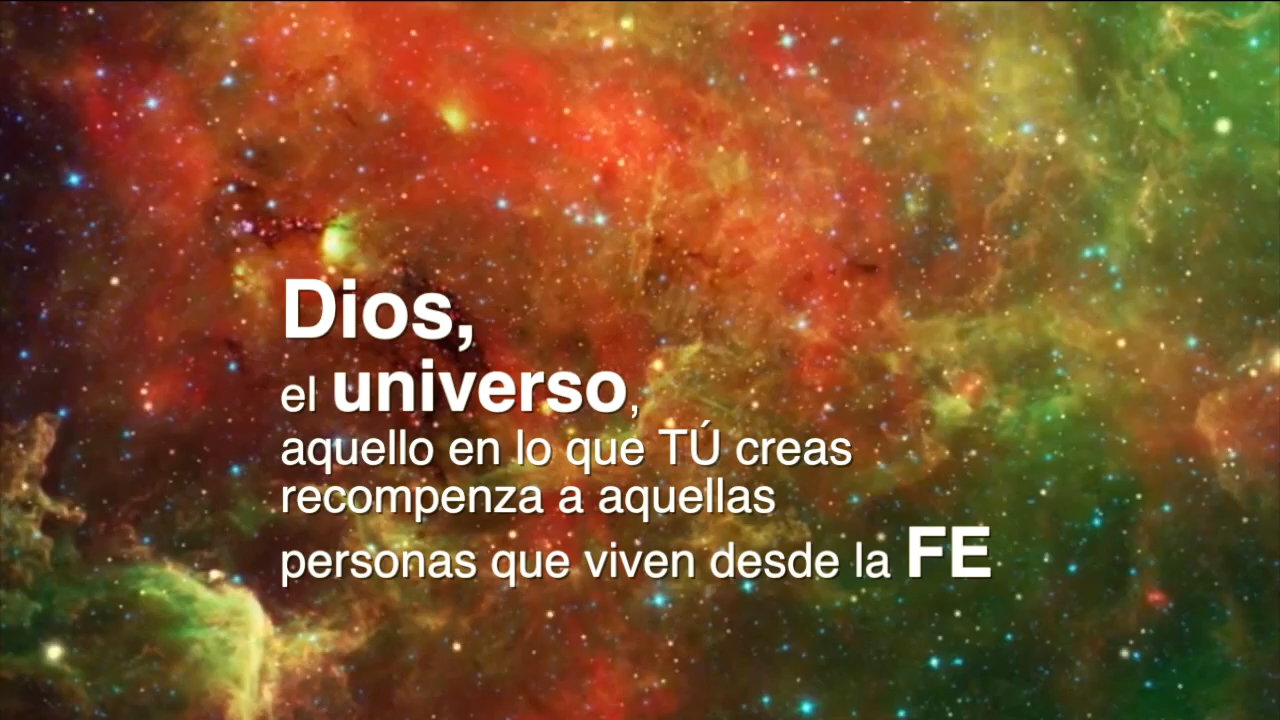 Dios,
el universo,
aquello en lo que TÚ creas
recompenza a aquellas
personas que viven desde la FE